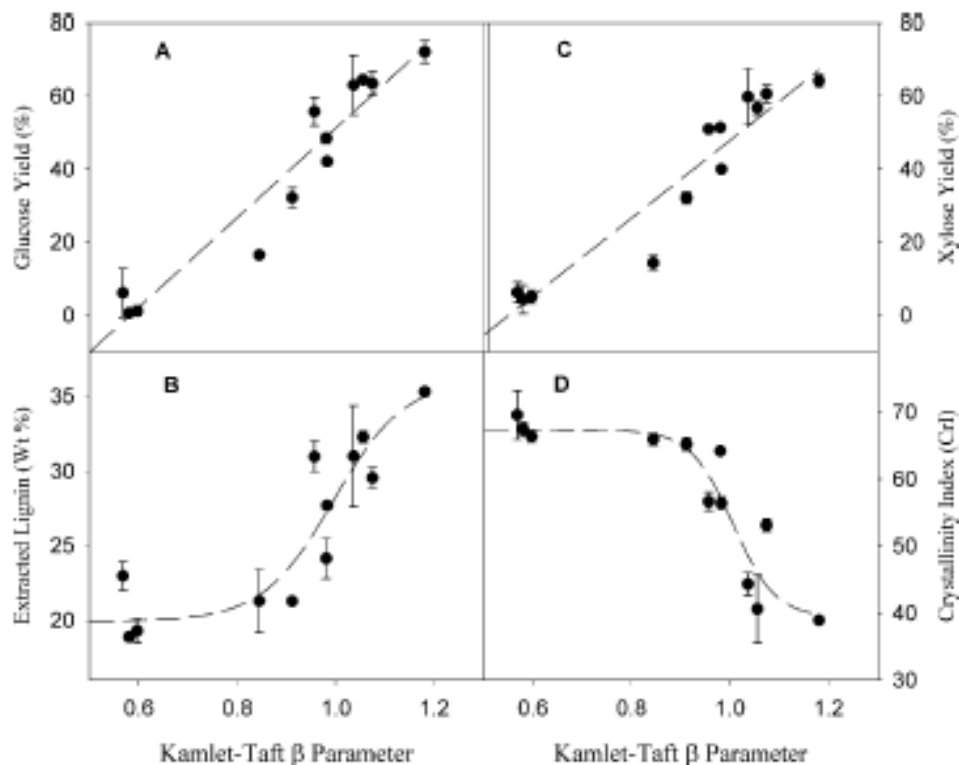 80
60
40
20
0
Glucose Yield (%)
A
C
80
60
40
20
0
Xylose Yield (%)
35
30
25
20
Extracted Lignin (Wt %)
B
D
70
60
50
40
30
Crystallinity Index (CrI)
0.6 0.8 1.0 1.2
0.6 0.8 1.0 1.2
Kamlet-Taft β Parameter
Kamlet-Taft β Parameter